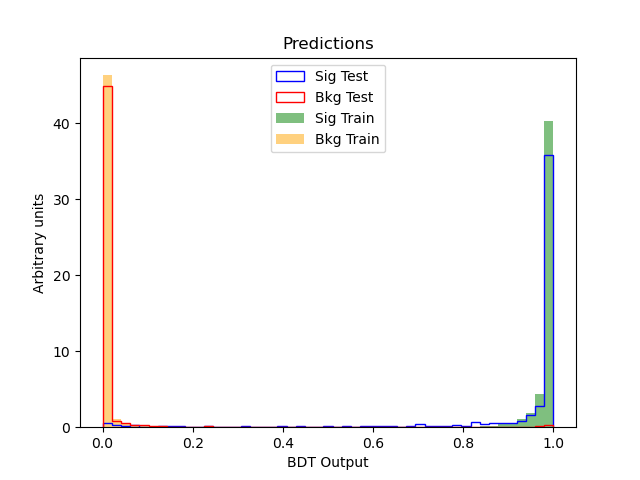 Predictions
Sig Test
Bkg Test
Sig Train
Bkg Train
40
30
20
10
0
Arbitrary units
0.0 0.2 0.4 0.6 0.8 1.0
BDT Output